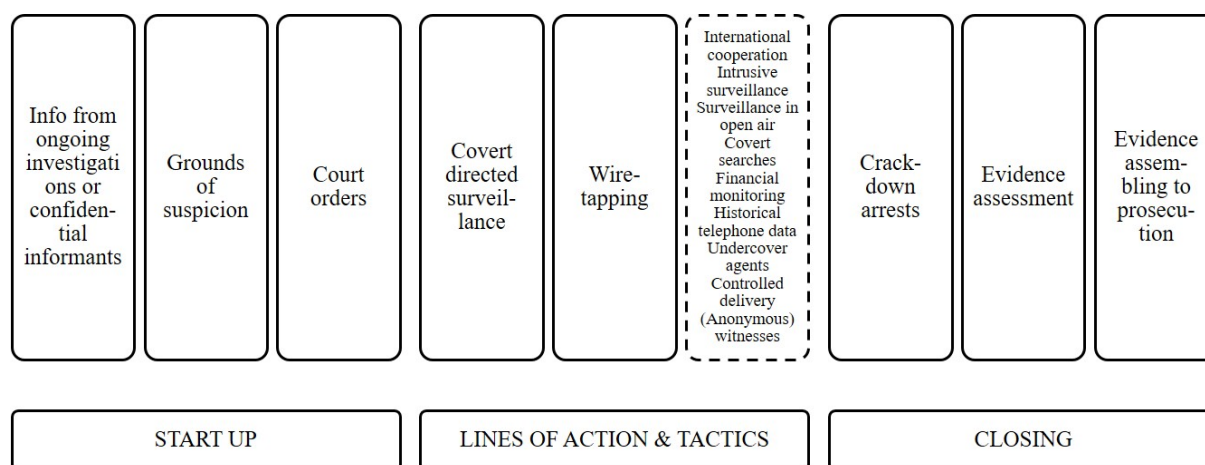 Info from
ongoing
investigati
ons or
confiden-
tial
informants
Grounds
of
suspicion
Court
orders
Covert
directed
surveil-
lance
Wire-
tapping
International
cooperation
Intrusive
surveillance
Surveillance in
open air
Covert
searches
Financial
monitoring
Historical
telephone data
Undercover
agents
Controlled
delivery
(Anonymous)
witnesses
Crack-
down
arrests
Evidence
assessment
Evidence
assem-
bling to
prosecu-
tion
START UP
LINES OF ACTION & TACTICS
CLOSING